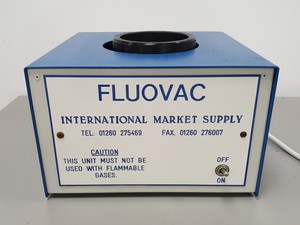 FLUOVAC
INTERNATIONAL MARKET SUPPLY
TEL: 01260 275469 FAX. 01260 276007
CAUTION
THIS UNIT MUST NOT BE
USED WITH FLAMMABLE
GASES.
OFF
ON